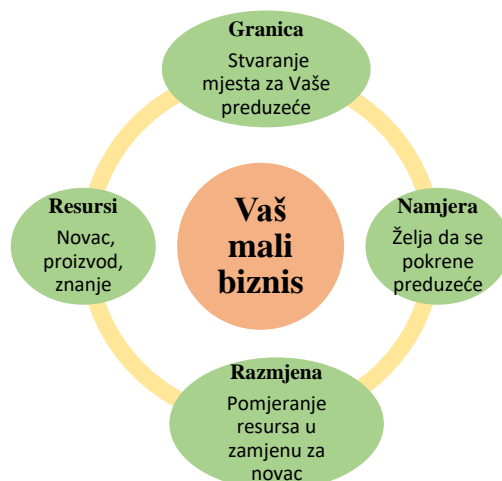 Granica
Stvaranje
mjesta za Vaše
preduzeće
Resursi
Novac,
proizvod,
znanje
Vaš
mali
biznis
Namjera
Želja da se
pokrene
preduzeće
Razmjena
Pomjeranje
resursa u
zamjenu za
novac